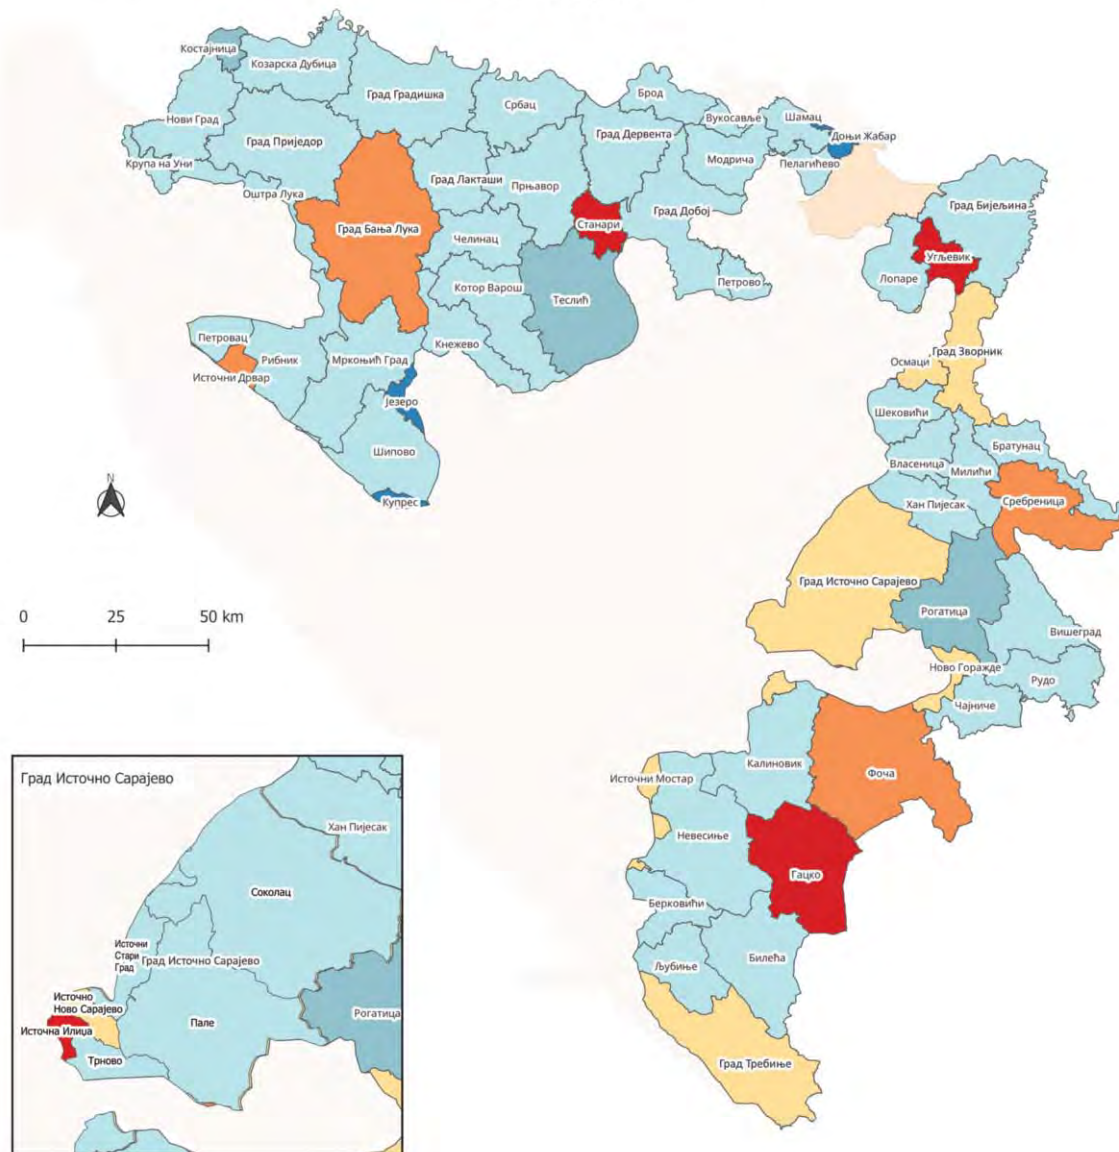 Костајница
Козарска Дубица
Град Градишка
Србац
Брод
Вукосавље
Шамац
Доњи Жабар
Нови Град
Град Приједор
Град Дервента
Модрича
Пелагићево
Крупа на Уни
Оштра Лука
Град Лакташи
Прњавор
Град Добој
Град Бијељина
Град Бања Лука
Станари
Челинац
Угљевик
Лопаре
Котор Варош
Теслић
Петрово
Петровац
Рибник
Мркоњић Град
Кнежево
Источни Дрвар
Језеро
Шипово
Купрес
Осмаци
Град Зворник
Шековићи
Братунац
Власеница
Милићи
Хан Пијесак
Сребреница
N
Град Источно Сарајево
Рогатица
Вишеград
0 25 50 km
Ново Горажде
Рудо
Чајниче
Калиновик
Фоча
Источни Мостар
Невесиње
Гацко
Берковићи
Љубиње
Билећа
Град Требиње
Град Источно Сарајево
Хан Пијесак
Соколац
Источни
Стари
Град
Град Источно Сарајево
Источно
Ново Сарајево
Рогатица
Источна Илиџа
Пале
Трново